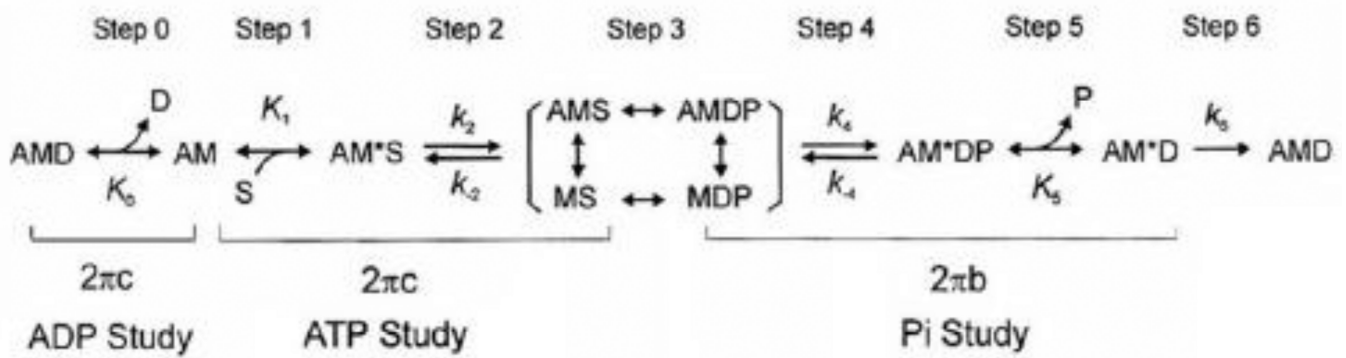 Step 0 Step 1 Step 2 Step 3 Step 4 Step 5 Step 6
D K₁ k₂ AMS ↔ AMDP k₄ P k₆
AMD ↔ AM ↔ AM*S AM*DP ↔ AM*D → AMD
K₀ S k₋₂ MS ↔ MDP k₋₄ K₅
2πc 2πc 2πb
ADP Study ATP Study Pi Study